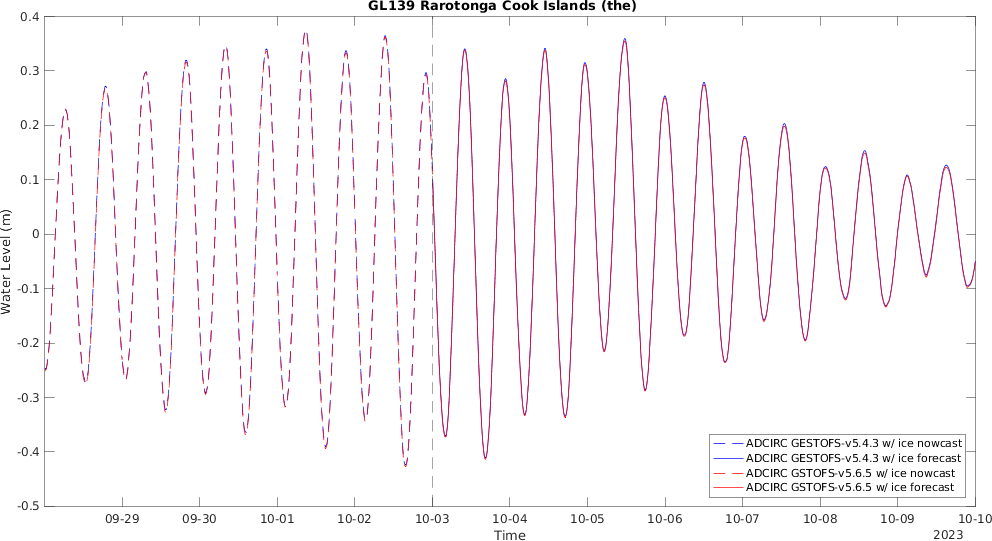 GL139 Rarotonga Cook Islands (the)
0.4
0.3
0.2
0.1
0
-0.1
-0.2
-0.3
-0.4
-0.5
Water Level (m)
ADCIRC GESTOFS-v5.4.3 w/ ice nowcast
ADCIRC GESTOFS-v5.4.3 w/ ice forecast
ADCIRC GSTOFS-v5.6.5 w/ ice nowcast
ADCIRC GSTOFS-v5.6.5 w/ ice forecast
09-29 09-30 10-01 10-02 10-03 10-04 10-05 10-06 10-07 10-08 10-09 10-10
Time
2023